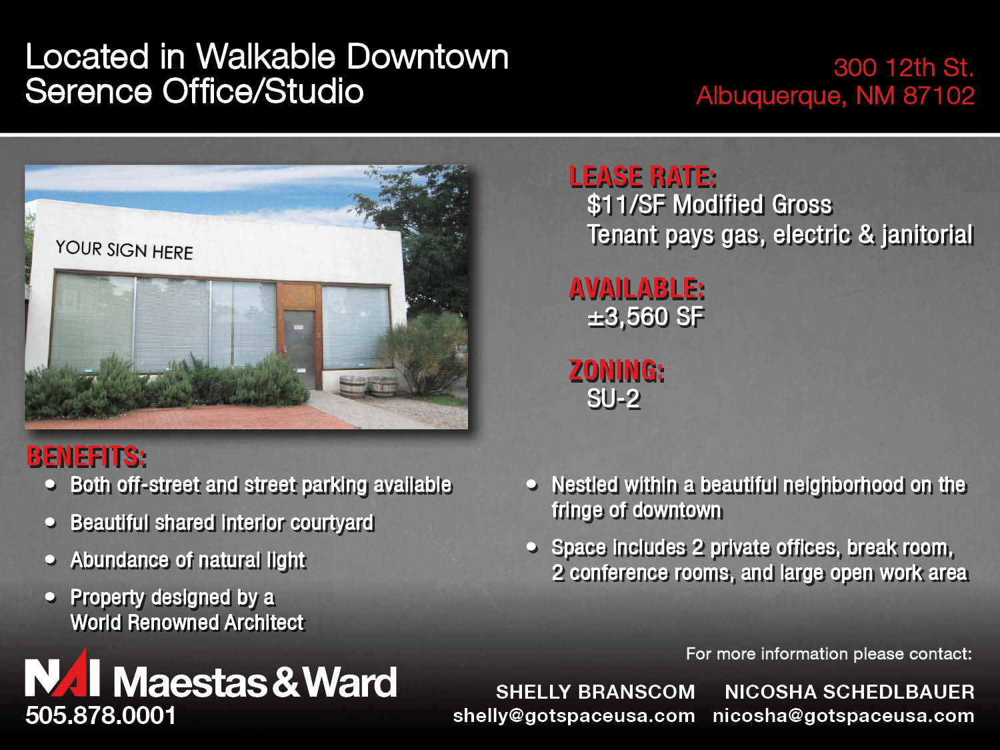 Located in Walkable Downtown
Serence Office/Studio
300 12th St.
Albuquerque, NM 87102
YOUR SIGN HERE
LEASE RATE:
$11/SF Modified Gross
Tenant pays gas, electric & janitorial
AVAILABLE:
±3,560 SF
ZONING:
SU-2
BENEFITS:
• Both off-street and street parking available
• Beautiful shared interior courtyard
• Abundance of natural light
• Property designed by a
World Renowned Architect
• Nestled within a beautiful neighborhood on the
fringe of downtown
• Space includes 2 private offices, break room,
2 conference rooms, and large open work area
NAI Maestas & Ward
505.878.0001
For more information please contact:
SHELLY BRANSCOM
shelly@gotspaceusa.com
NICOSHA SCHEDLBAUER
nicosha@gotspaceusa.com